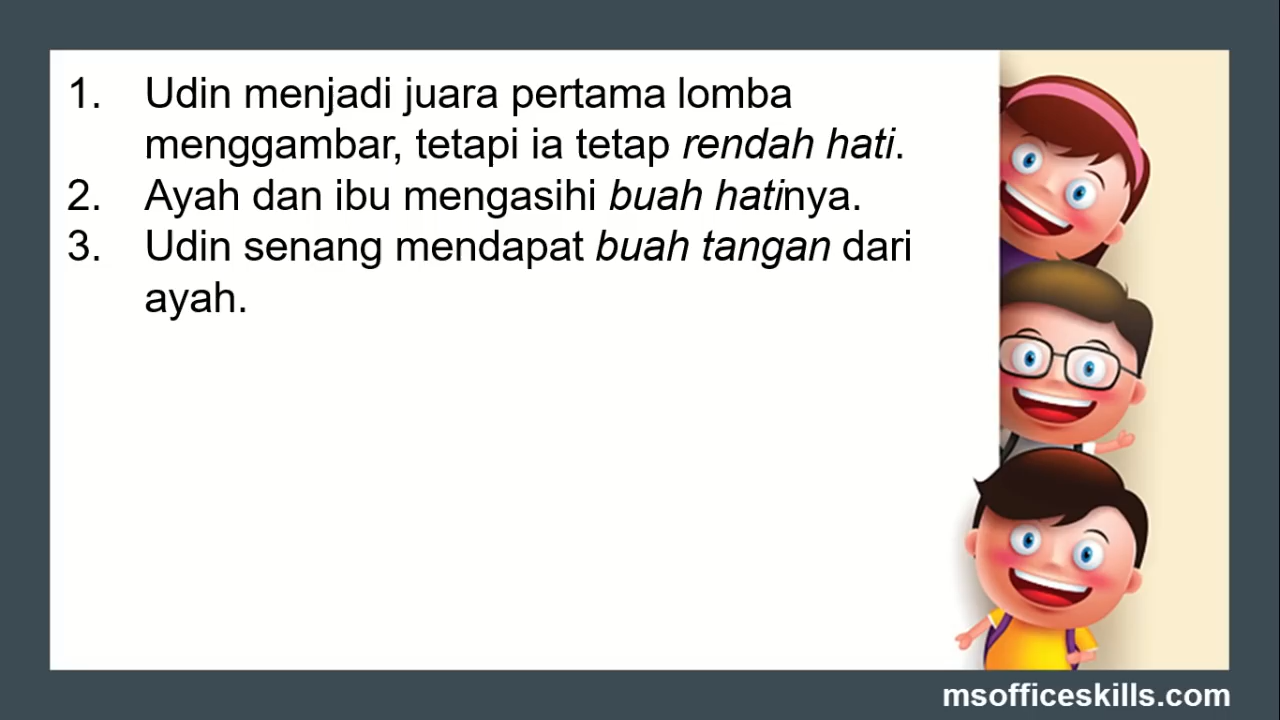 1. Udin menjadi juara pertama lomba
menggambar, tetapi ia tetap rendah hati.
2. Ayah dan ibu mengasihi buah hatinya.
3. Udin senang mendapat buah tangan dari
ayah.
msofficeskills.com